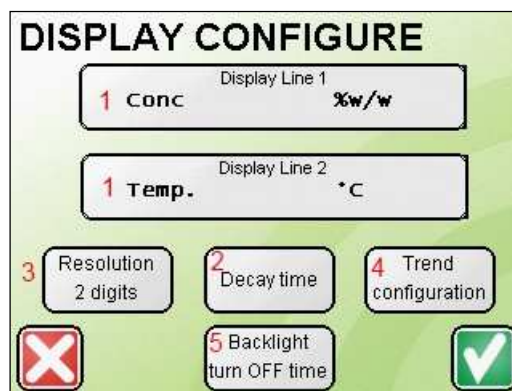 DISPLAY CONFIGURE
Display Line 1
1 Conc %w/w
Display Line 2
1 Temp. °C
3 Resolution
2 digits
2 Decay time
4 Trend
configuration
5 Backlight
turn OFF time